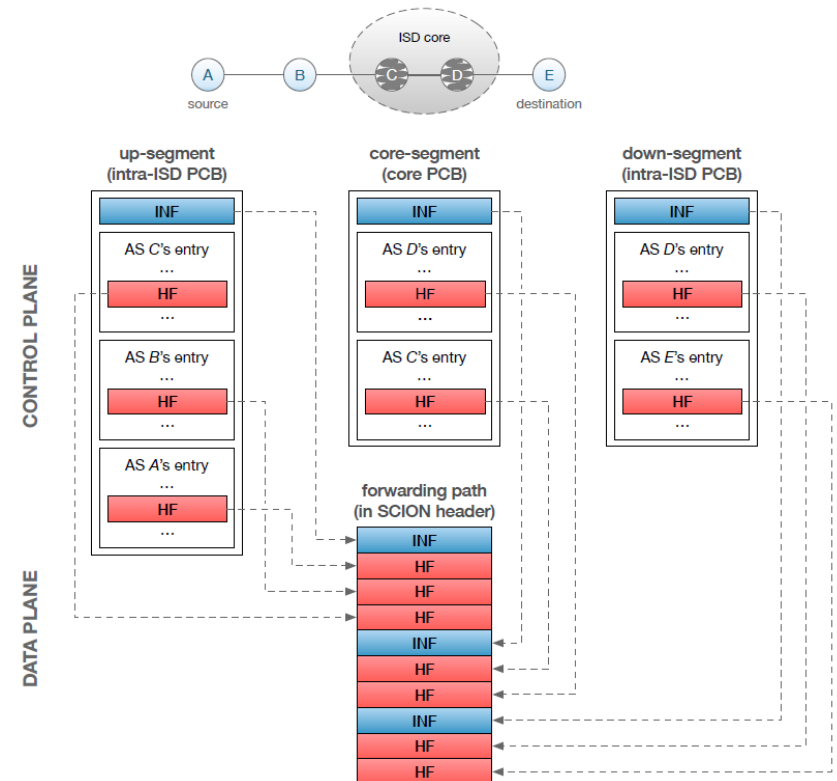 ISD core
A
B
C
D
E
source
destination
up-segment
(intra-ISD PCB)
core-segment
(core PCB)
down-segment
(intra-ISD PCB)
CONTROL PLANE
INF
AS C's entry
...
HF
...
AS B's entry
...
HF
...
AS A's entry
...
HF
...
INF
AS D's entry
...
HF
...
AS C's entry
...
HF
...
INF
AS D's entry
...
HF
...
AS E's entry
...
HF
...
DATA PLANE
forwarding path
(in SCION header)
INF
HF
HF
HF
INF
HF
HF
INF
HF
HF